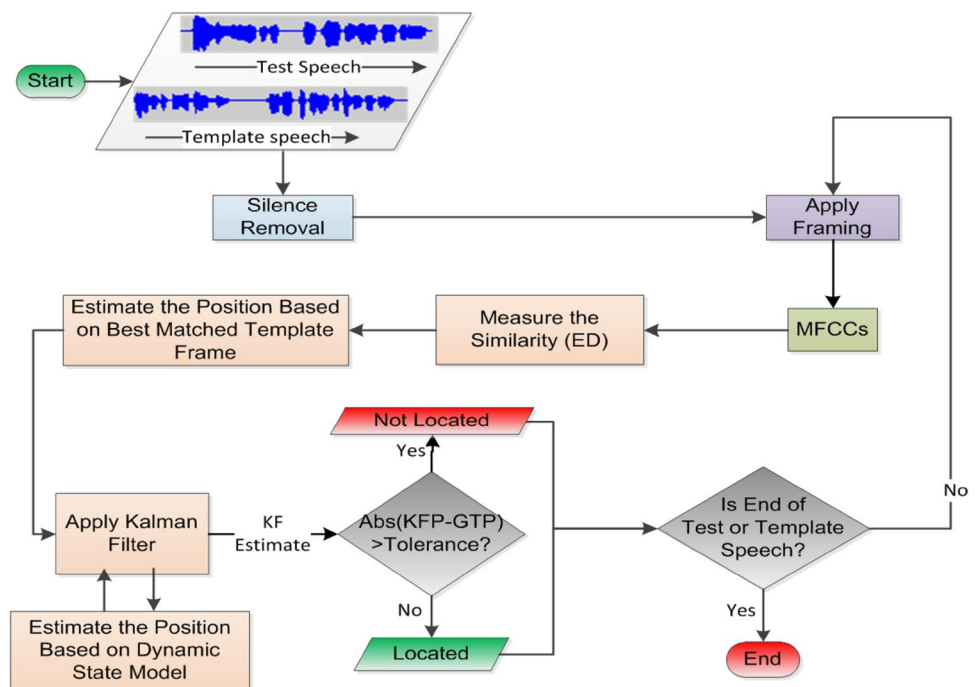 Start
Test Speech
Template speech
Silence
Removal
Apply
Framing
MFCCs
Measure the
Similarity (ED)
Estimate the Position Based
on Best Matched Template
Frame
Apply Kalman
Filter
Estimate the Position
Based on Dynamic
State Model
KF
Estimate
Abs(KFP-GTP)
>Tolerance?
Yes
Not Located
No
Located
Is End of
Test or Template
Speech?
No
Yes
End